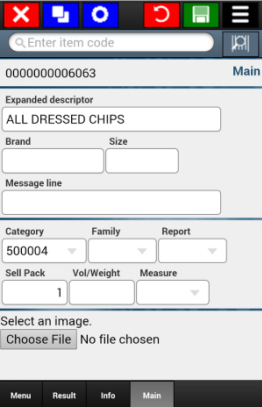 Enter item code
0000000006063 Main
Expanded descriptor
ALL DRESSED CHIPS
Brand Size
Message line
Category Family Report
500004
Sell Pack Vol/Weight Measure
1
Select an image.
Choose File No file chosen
Menu Result Info Main